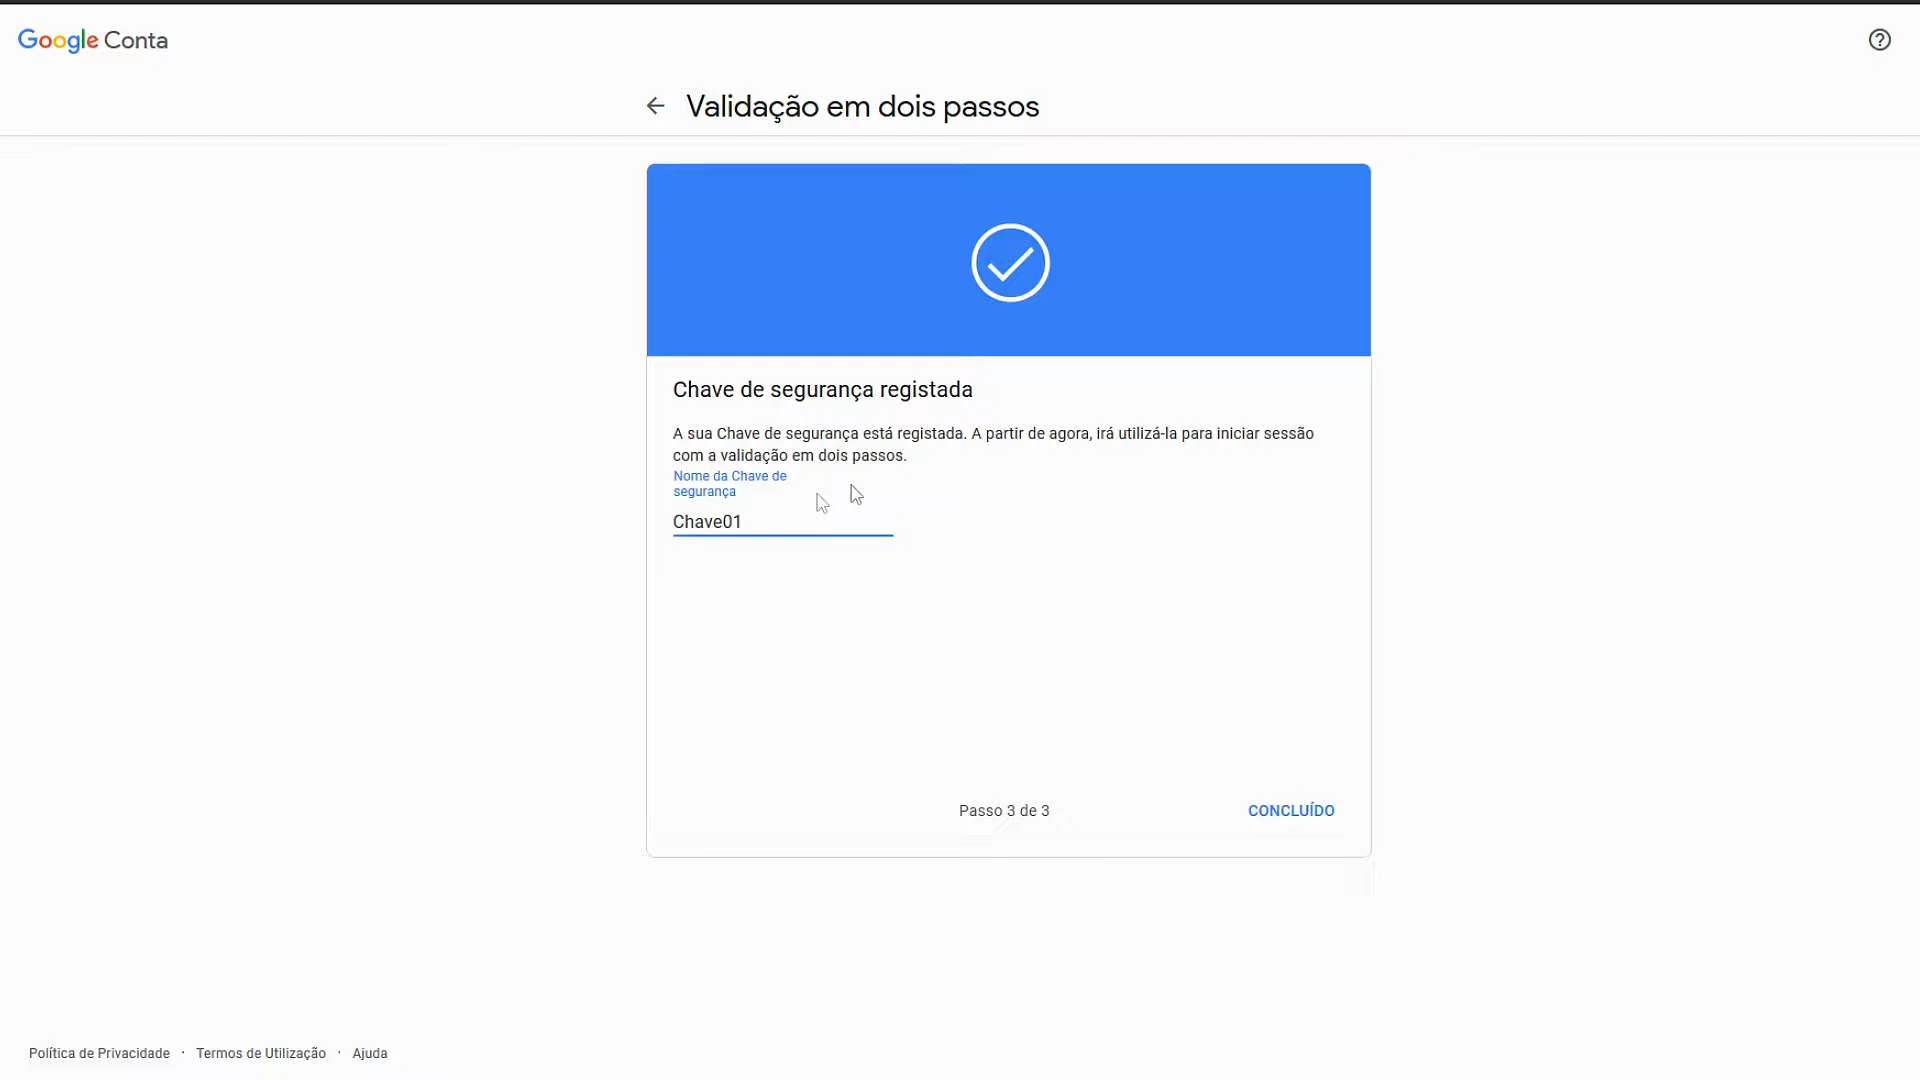 Google Conta
Validação em dois passos
Chave de segurança registada
A sua Chave de segurança está registada. A partir de agora, irá utilizá-la para iniciar sessão
com a validação em dois passos.
Nome da Chave de
segurança
Chave01
Passo 3 de 3
CONCLUÍDO
Política de Privacidade · Termos de Utilização · Ajuda